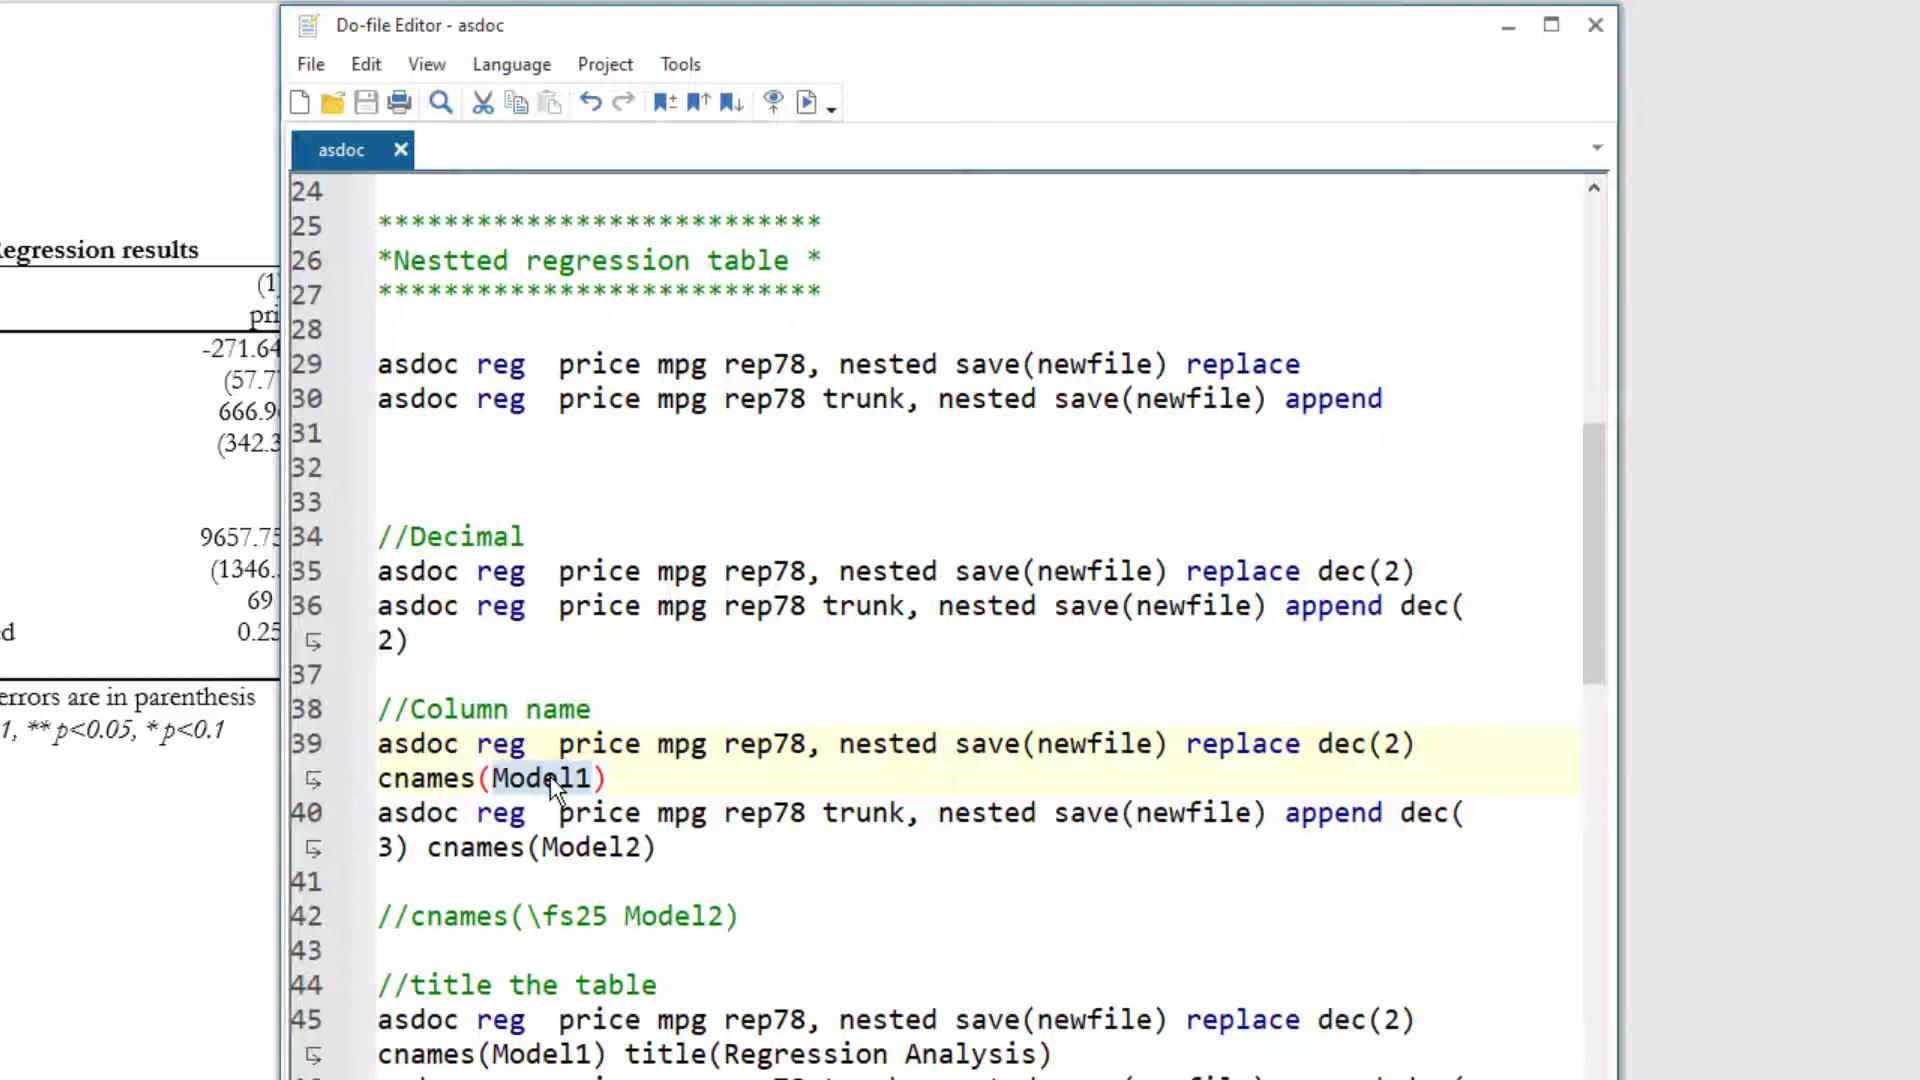 Do-file Editor - asdoc
File Edit View Language Project Tools
asdoc
24
25 ***************************
26 *Nestted regression table *
27 ***************************
28
29 asdoc reg  price mpg rep78, nested save(newfile) replace
30 asdoc reg  price mpg rep78 trunk, nested save(newfile) append
31
32
33
34 //Decimal
35 asdoc reg  price mpg rep78, nested save(newfile) replace dec(2)
36 asdoc reg  price mpg rep78 trunk, nested save(newfile) append dec(
2)
37
38 //Column name
39 asdoc reg  price mpg rep78, nested save(newfile) replace dec(2)
cnames(Model1)
40 asdoc reg  price mpg rep78 trunk, nested save(newfile) append dec(
3) cnames(Model2)
41
42 //cnames(\fs25 Model2)
43
44 //title the table
45 asdoc reg  price mpg rep78, nested save(newfile) replace dec(2)
cnames(Model1) title(Regression Analysis)
egression results
(1
pri
-271.64
(57.7
666.9
(342.3
9657.75
(1346.
69
ed 0.25
errors are in parenthesis
1, ** p<0.05, * p<0.1